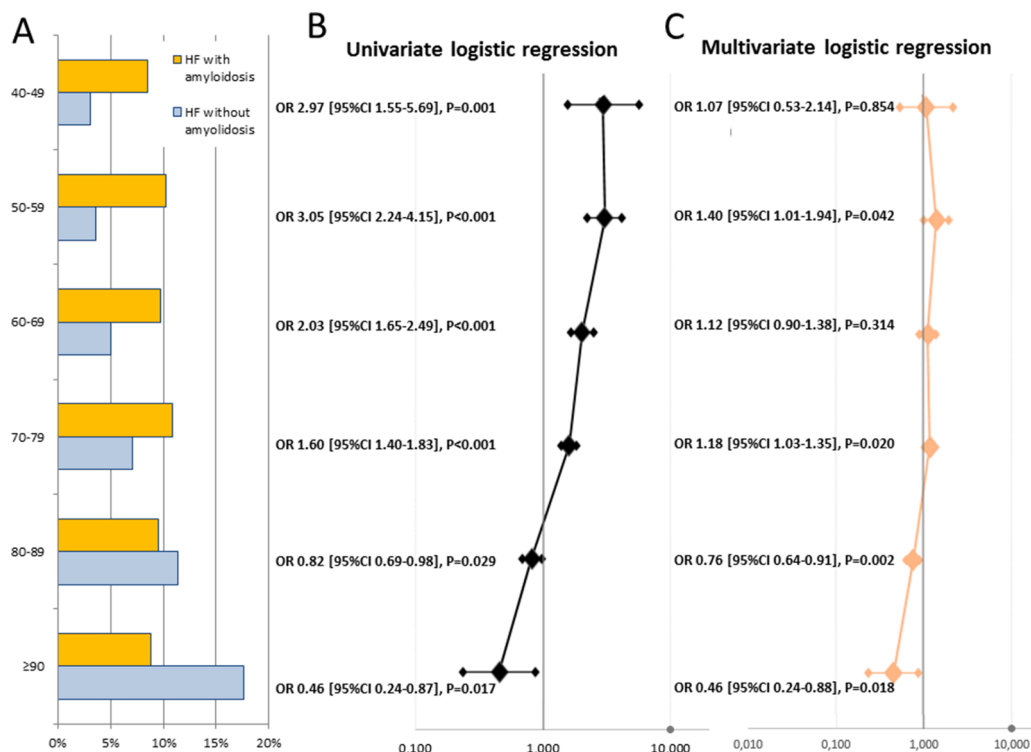 A
HF with
amyloidosis
HF without
amyolidosis
40-49
50-59
60-69
70-79
80-89
≥90
0%
5%
10%
15%
20%
B
Univariate logistic regression
OR 2.97 [95%CI 1.55-5.69], P=0.001
OR 3.05 [95%CI 2.24-4.15], P<0.001
OR 2.03 [95%CI 1.65-2.49], P<0.001
OR 1.60 [95%CI 1.40-1.83], P<0.001
OR 0.82 [95%CI 0.69-0.98], P=0.029
OR 0.46 [95%CI 0.24-0.87], P=0.017
0.100
1.000
10.000
C
Multivariate logistic regression
OR 1.07 [95%CI 0.53-2.14], P=0.854
OR 1.40 [95%CI 1.01-1.94], P=0.042
OR 1.12 [95%CI 0.90-1.38], P=0.314
OR 1.18 [95%CI 1.03-1.35], P=0.020
OR 0.76 [95%CI 0.64-0.91], P=0.002
OR 0.46 [95%CI 0.24-0.88], P=0.018
0,010
0,100
1,000
10,000